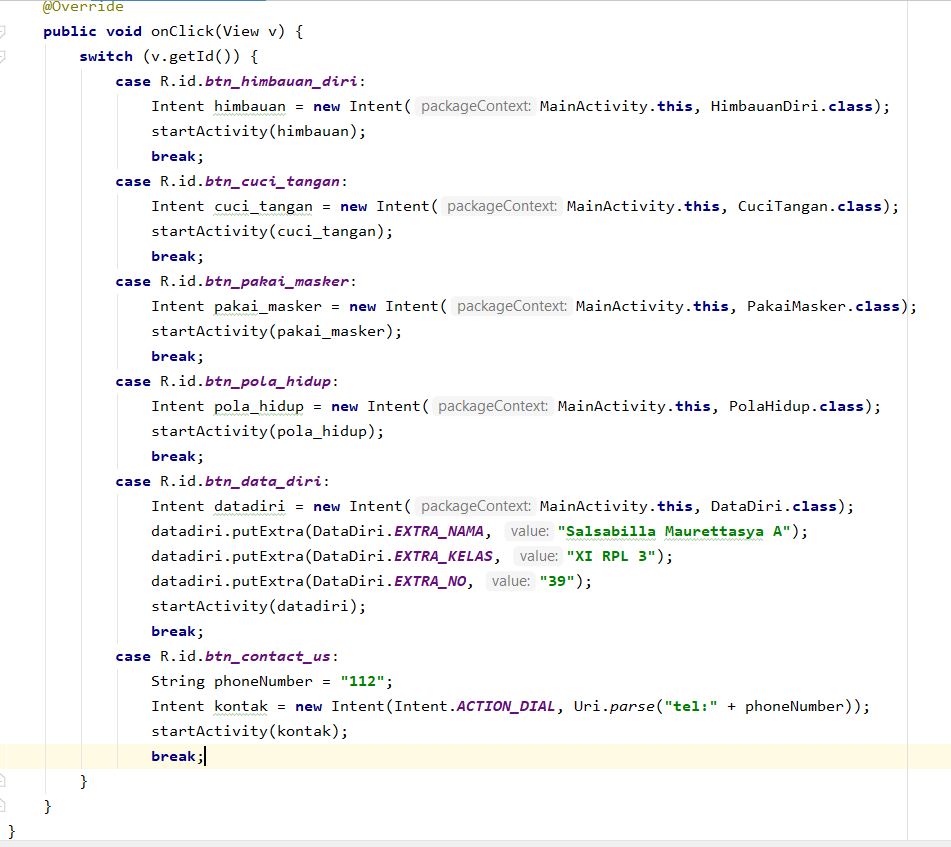 @Override
public void onClick(View v) {
switch (v.getId()) {
case R.id.btn_himbauan_diri:
Intent himbauan = new Intent( packageContext: MainActivity.this, HimbauanDiri.class);
startActivity(himbauan);
break;
case R.id.btn_cuci_tangan:
Intent cuci_tangan = new Intent( packageContext: MainActivity.this, CuciTangan.class);
startActivity(cuci_tangan);
break;
case R.id.btn_pakai_masker:
Intent pakai_masker = new Intent( packageContext: MainActivity.this, PakaiMasker.class);
startActivity(pakai_masker);
break;
case R.id.btn_pola_hidup:
Intent pola_hidup = new Intent( packageContext: MainActivity.this, PolaHidup.class);
startActivity(pola_hidup);
break;
case R.id.btn_data_diri:
Intent datadiri = new Intent( packageContext: MainActivity.this, DataDiri.class);
datadiri.putExtra(DataDiri.EXTRA_NAMA, value: "Salsabilla Maurettasya A");
datadiri.putExtra(DataDiri.EXTRA_KELAS, value: "XI RPL 3");
datadiri.putExtra(DataDiri.EXTRA_NO, value: "39");
startActivity(datadiri);
break;
case R.id.btn_contact_us:
String phoneNumber = "112";
Intent kontak = new Intent(Intent.ACTION_DIAL, Uri.parse("tel:" + phoneNumber));
startActivity(kontak);
break;
}
}
}